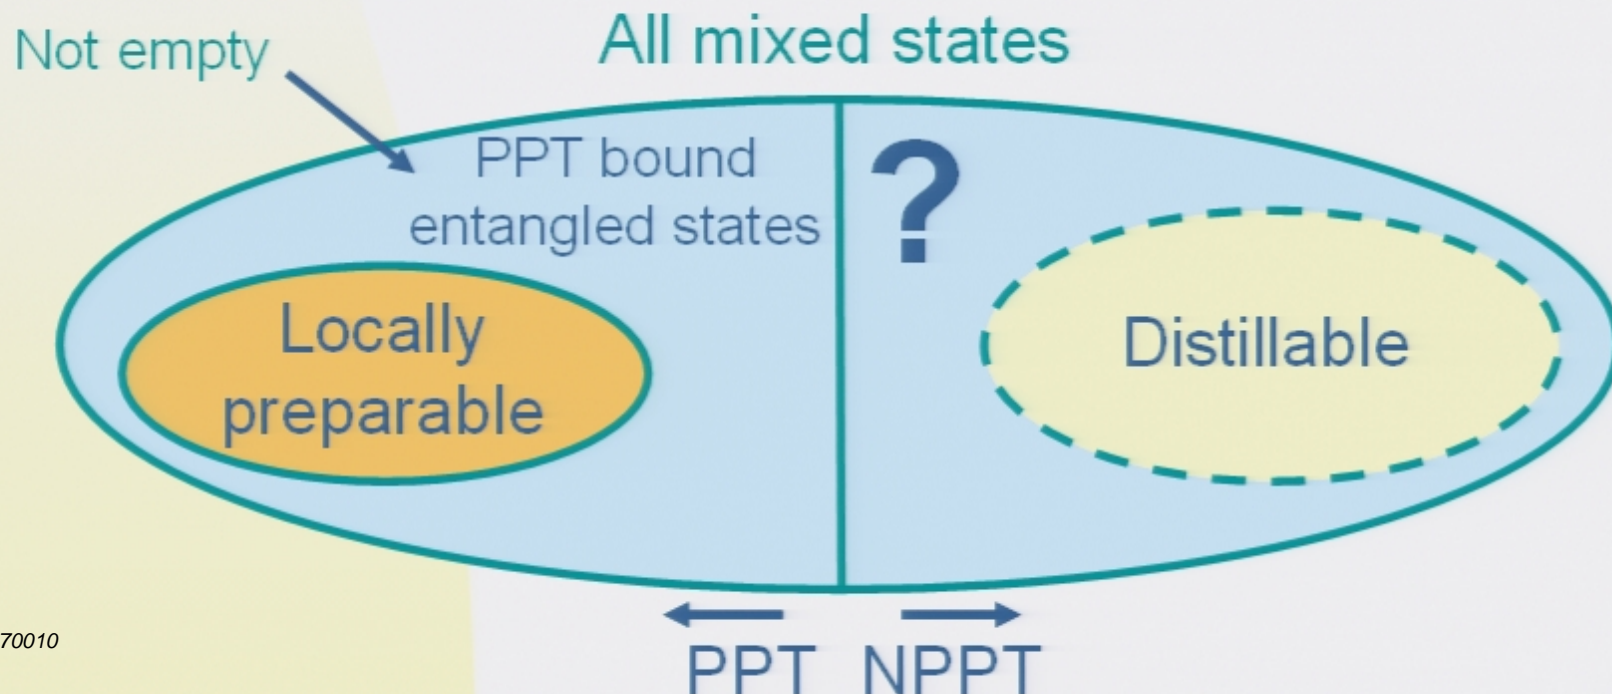 Not empty
All mixed states
PPT bound
entangled states
?
Locally
preparable
Distillable
PPT
NPPT
70010